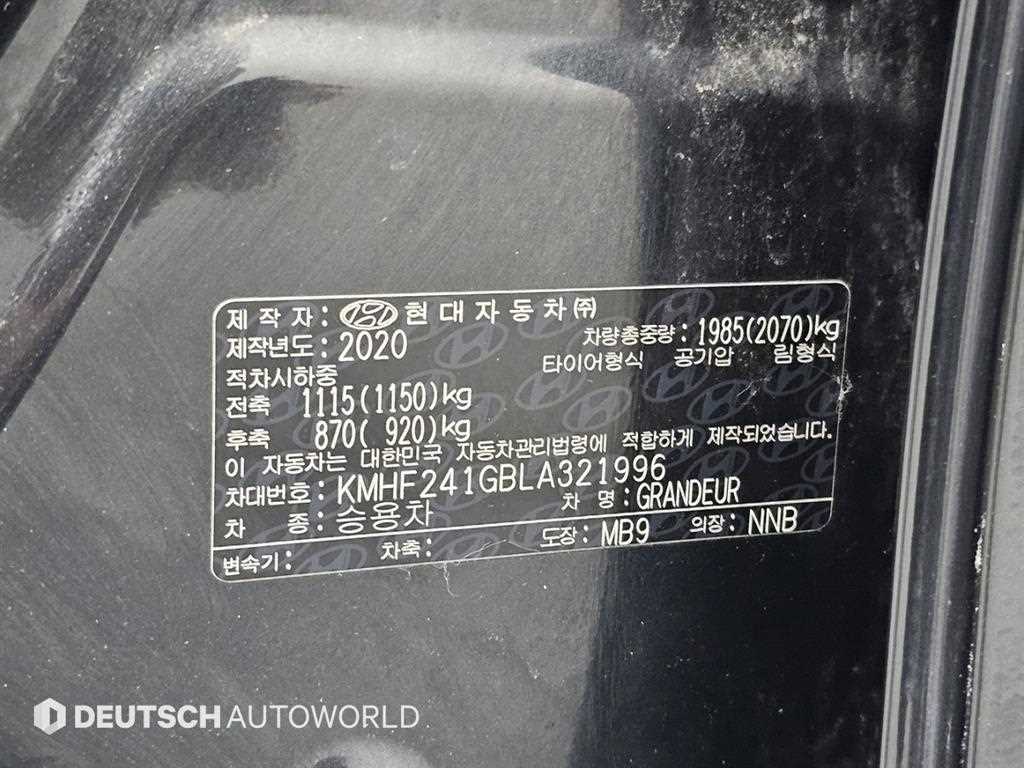 제 작 자: 현대자동차㈜
제작년도: 2020
차량총중량: 1985(2070)kg
적차시하중
타이어형식 공기압 림형식
전축 1115(1150)kg
후축 870( 920)kg
이 자동차는 대한민국 자동차관리법령에 적합하게 제작되었습니다.
차대번호: KMHF241GBLA321996
차 종: 승용차 차 명: GRANDEUR
변속기: 차축: 도장: MB9 의장: NNB
DEUTSCH AUTOWORLD